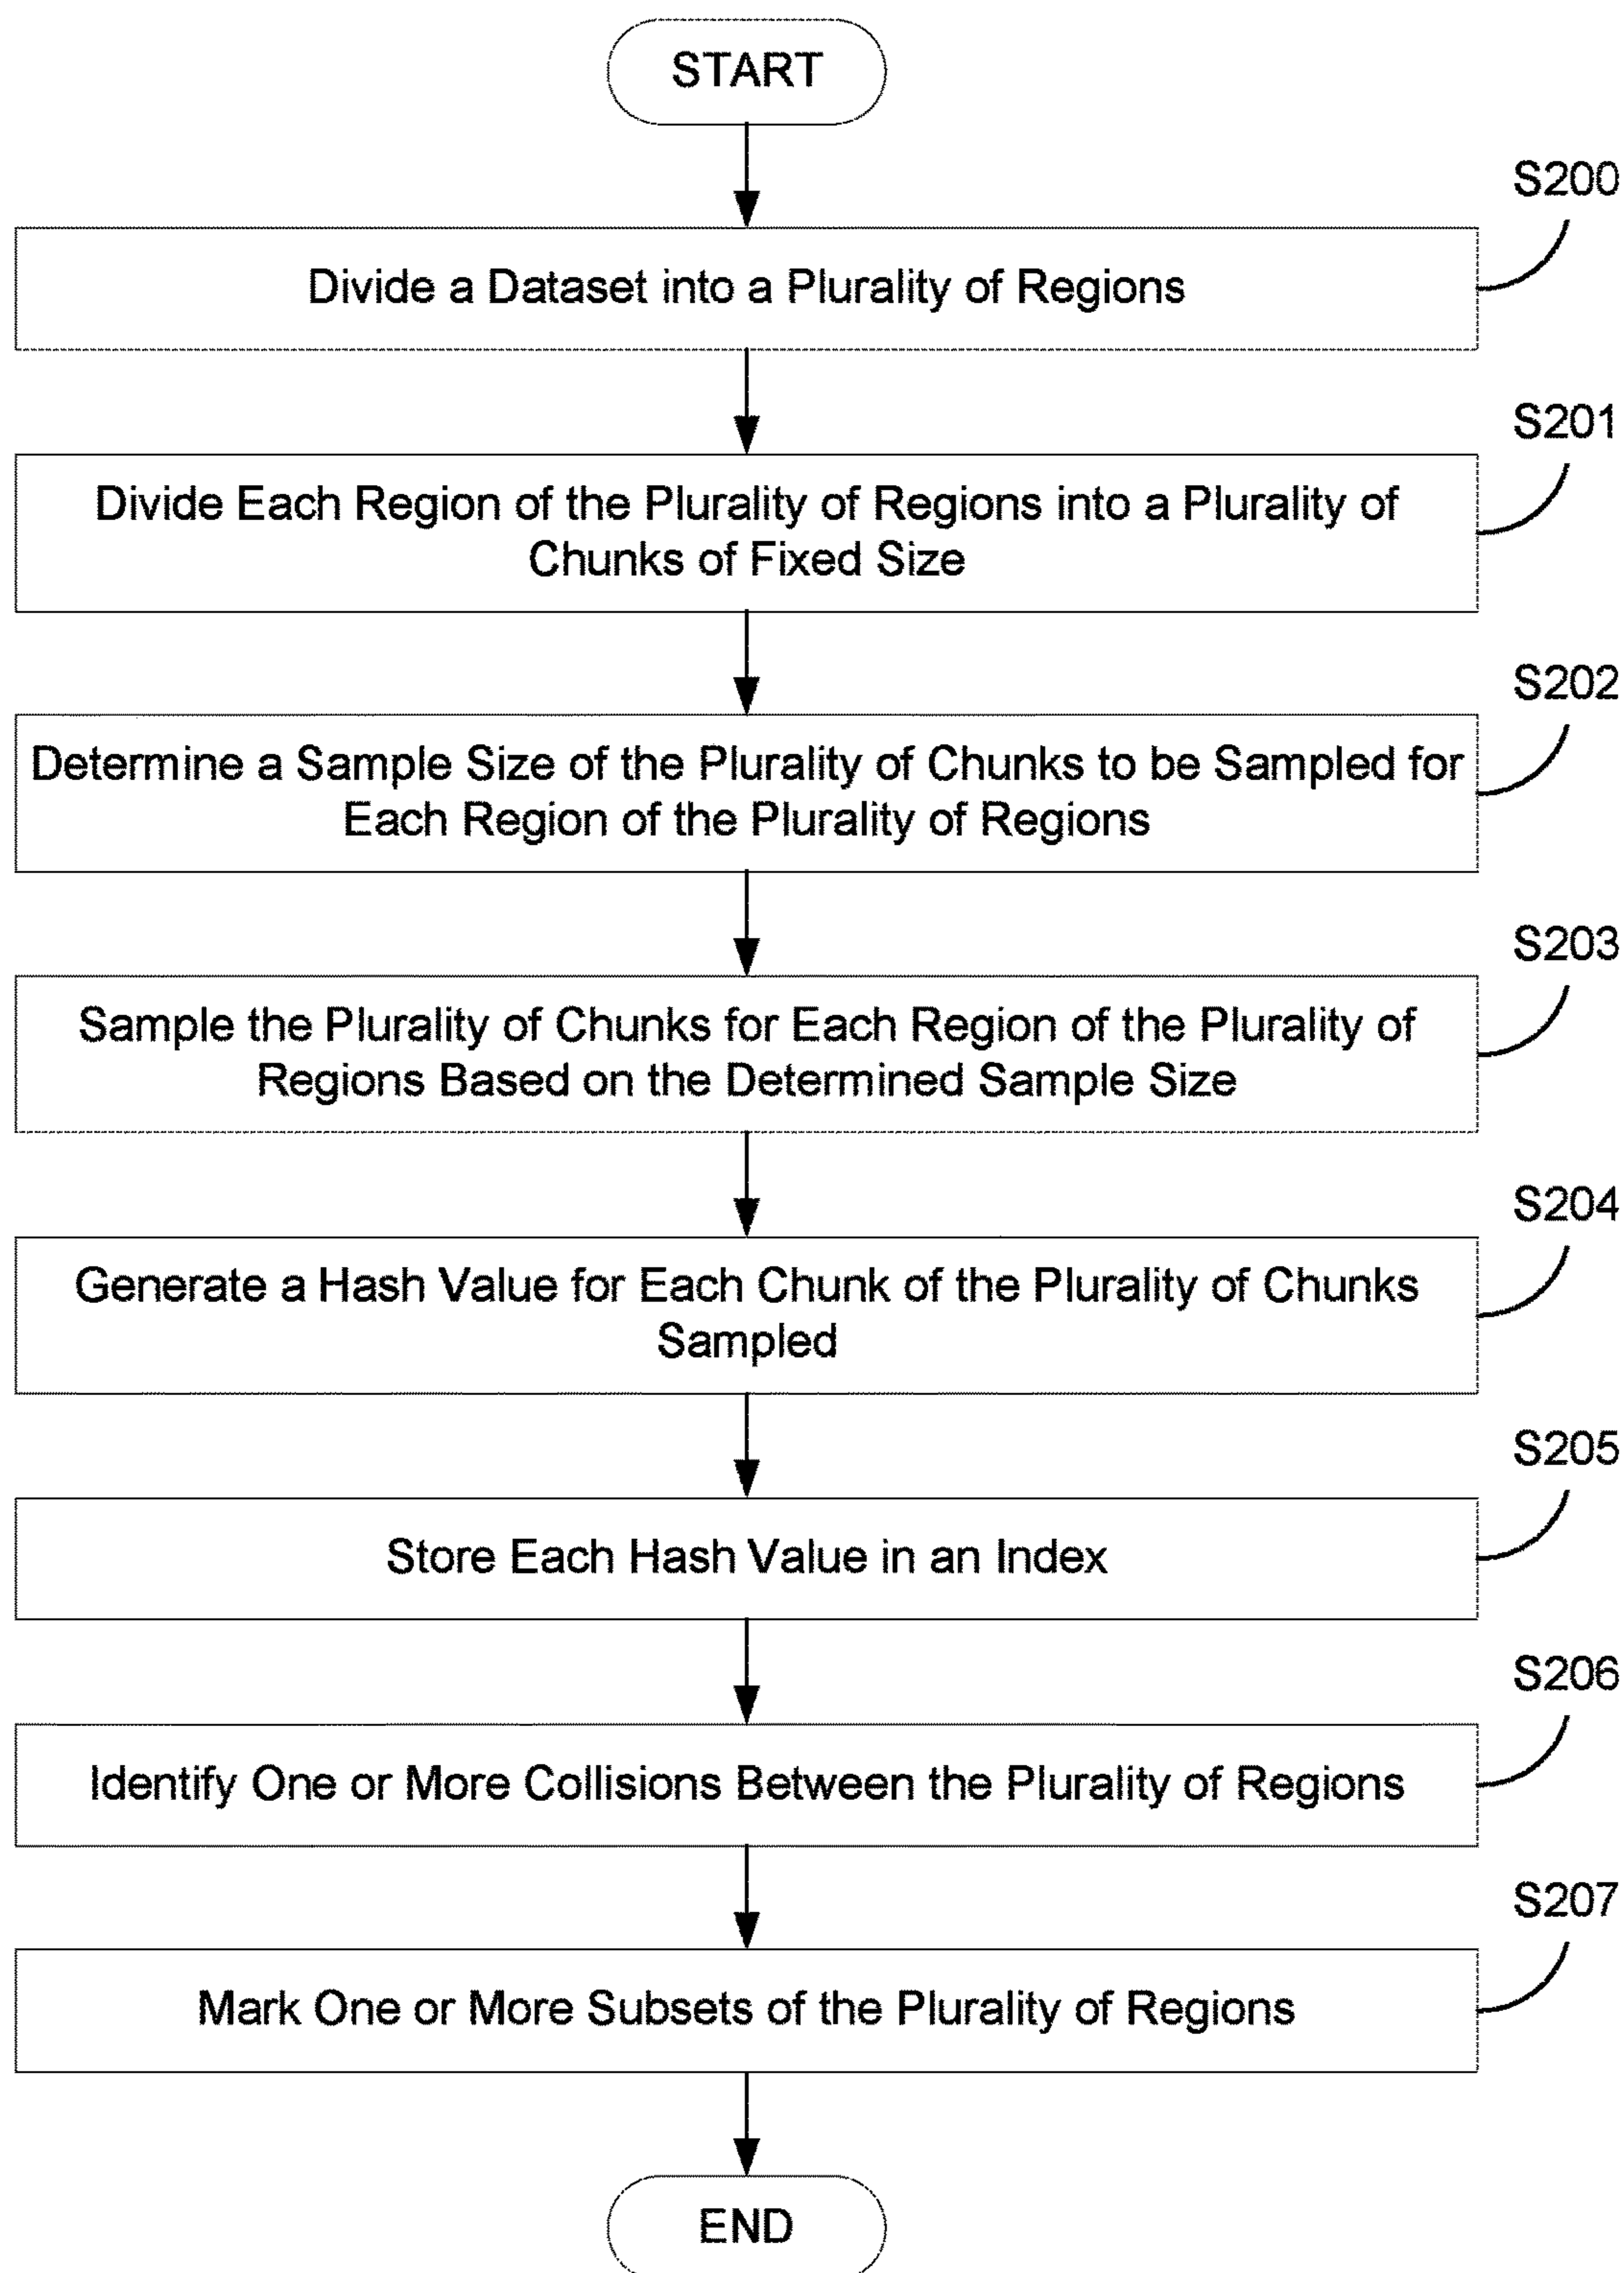 START
S200
Divide a Dataset into a Plurality of Regions
S201
Divide Each Region of the Plurality of Regions into a Plurality of
Chunks of Fixed Size
S202
Determine a Sample Size of the Plurality of Chunks to be Sampled for
Each Region of the Plurality of Regions
S203
Sample the Plurality of Chunks for Each Region of the Plurality of
Regions Based on the Determined Sample Size
S204
Generate a Hash Value for Each Chunk of the Plurality of Chunks
Sampled
S205
Store Each Hash Value in an Index
S206
Identify One or More Collisions Between the Plurality of Regions
S207
Mark One or More Subsets of the Plurality of Regions
END